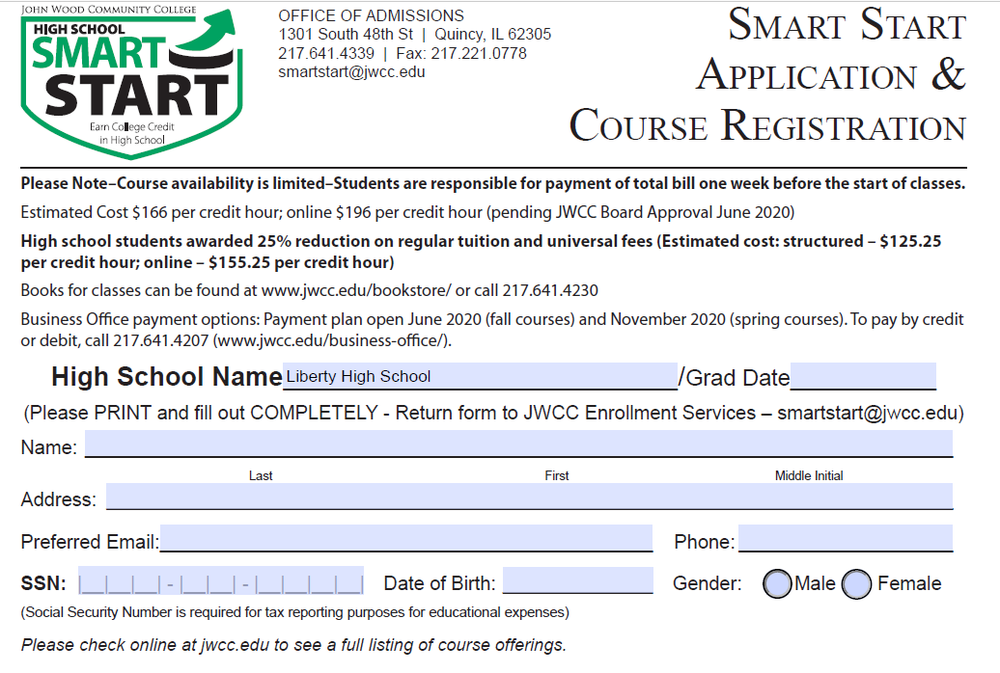 JOHN WOOD COMMUNITY COLLEGE
HIGH SCHOOL
SMART
START
Earn College Credit
in High School
OFFICE OF ADMISSIONS
1301 South 48th St | Quincy, IL 62305
217.641.4339 | Fax: 217.221.0778
smartstart@jwcc.edu
SMART START
APPLICATION &
COURSE REGISTRATION
Please Note–Course availability is limited–Students are responsible for payment of total bill one week before the start of classes.
Estimated Cost $166 per credit hour; online $196 per credit hour (pending JWCC Board Approval June 2020)
High school students awarded 25% reduction on regular tuition and universal fees (Estimated cost: structured – $125.25
per credit hour; online – $155.25 per credit hour)
Books for classes can be found at www.jwcc.edu/bookstore/ or call 217.641.4230
Business Office payment options: Payment plan open June 2020 (fall courses) and November 2020 (spring courses). To pay by credit
or debit, call 217.641.4207 (www.jwcc.edu/business-office/).
High School Name Liberty High School /Grad Date
(Please PRINT and fill out COMPLETELY - Return form to JWCC Enrollment Services – smartstart@jwcc.edu)
Name:
Last First Middle Initial
Address:
Preferred Email: Phone:
SSN: |__|__|__| - |__|__| - |__|__|__|__| Date of Birth: Gender: Male Female
(Social Security Number is required for tax reporting purposes for educational expenses)
Please check online at jwcc.edu to see a full listing of course offerings.